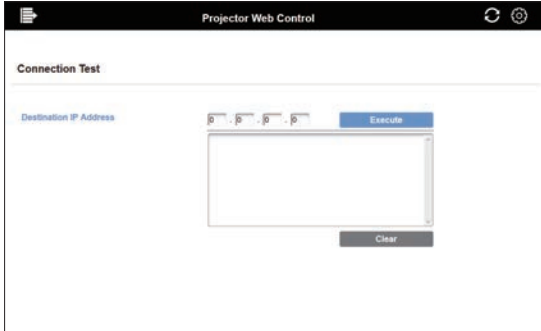 Projector Web Control
Connection Test
Destination IP Address 0 . 0 . 0 . 0 Execute
Clear